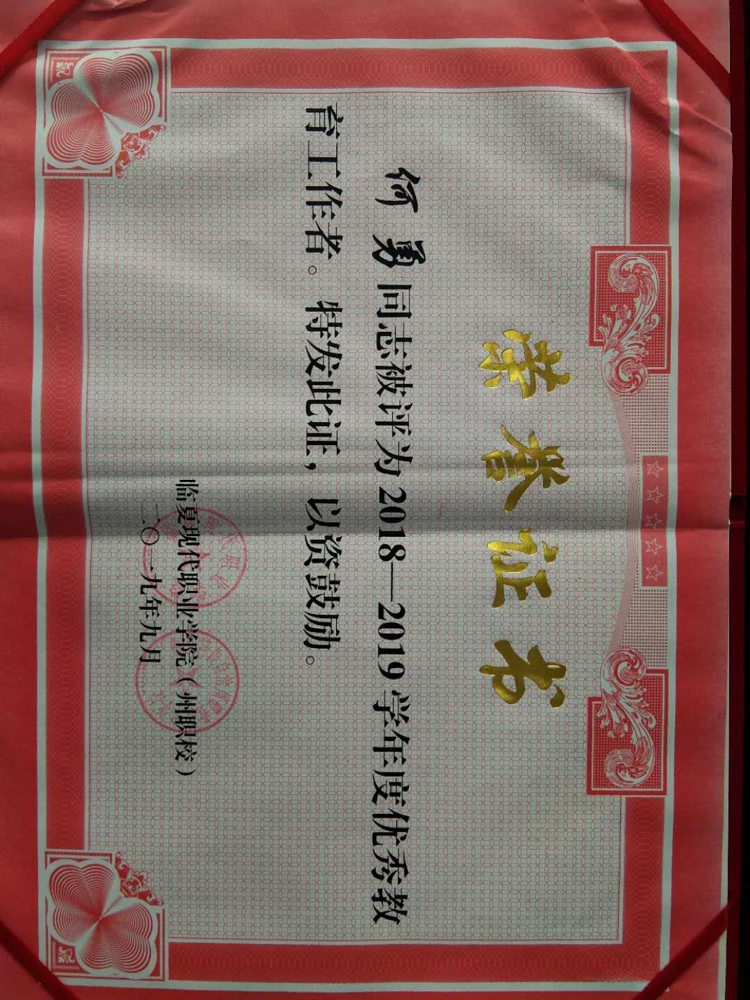 荣誉证书
何勇同志被评为2018—2019学年度优秀教
育工作者。特发此证，以资鼓励。
临夏现代职业学院（州职校）
二〇一九年九月